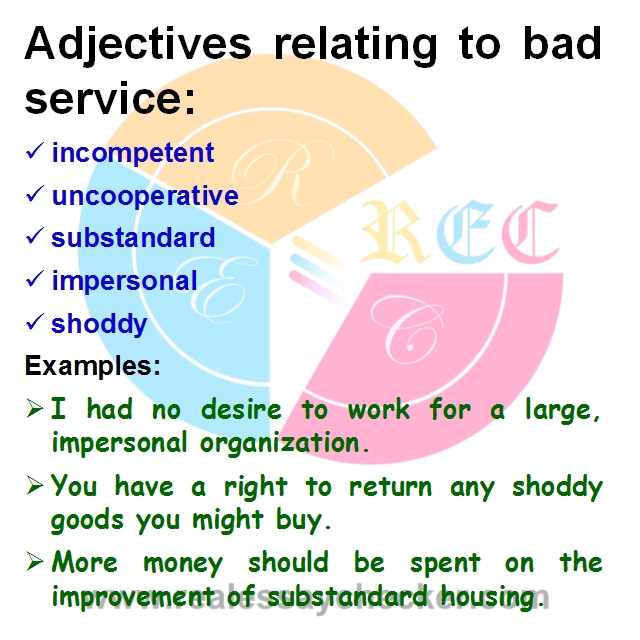 Adjectives relating to bad
service:
✓ incompetent
✓ uncooperative
✓ substandard
✓ impersonal
✓ shoddy
Examples:
➢ I had no desire to work for a large,
impersonal organization.
➢ You have a right to return any shoddy
goods you might buy.
➢ More money should be spent on the
improvement of substandard housing.
www.realessaychecker.com
R
E
C
REC